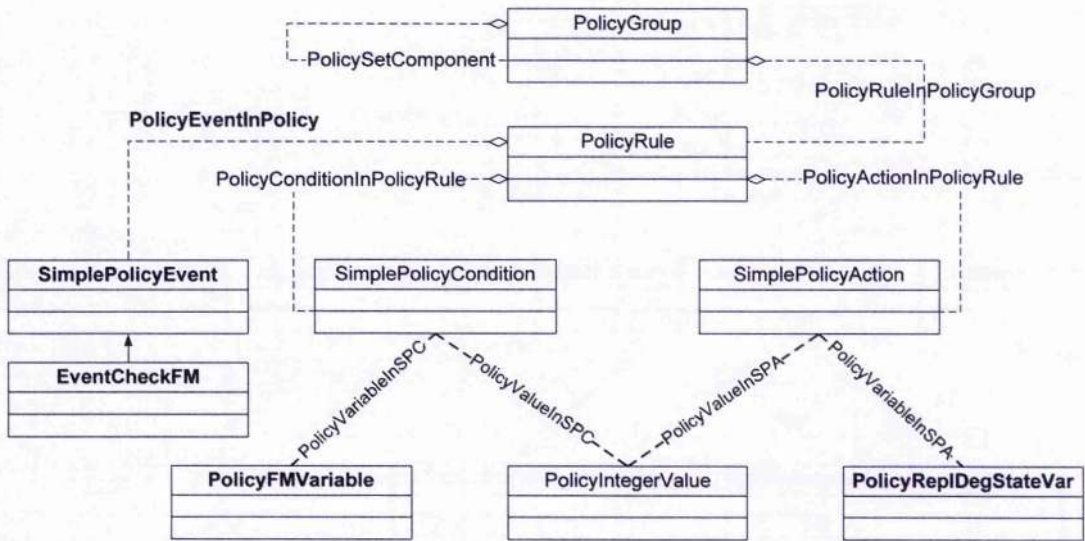 PolicyGroup
PolicySetComponent
PolicyRuleInPolicyGroup
PolicyEventInPolicy
PolicyRule
PolicyConditionInPolicyRule
PolicyActionInPolicyRule
SimplePolicyEvent
SimplePolicyCondition
SimplePolicyAction
EventCheckFM
PolicyVariableInSPC
PolicyValueInSPC
PolicyValueInSPA
PolicyVariableInSPA
PolicyFMVariable
PolicyIntegerValue
PolicyReplDegStateVar